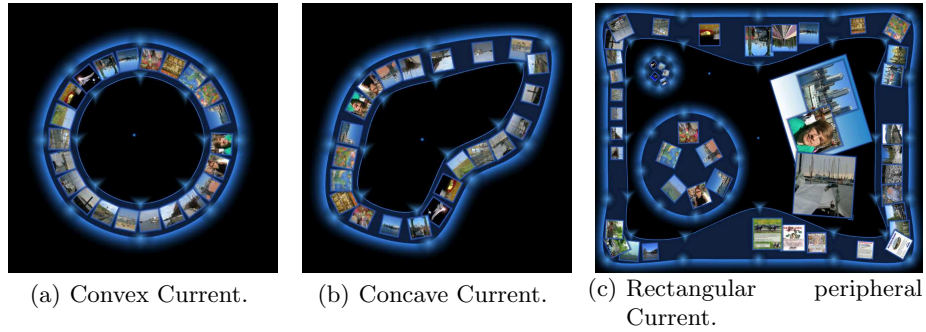 (a) Convex Current.
(b) Concave Current.
(c) Rectangular peripheral
Current.